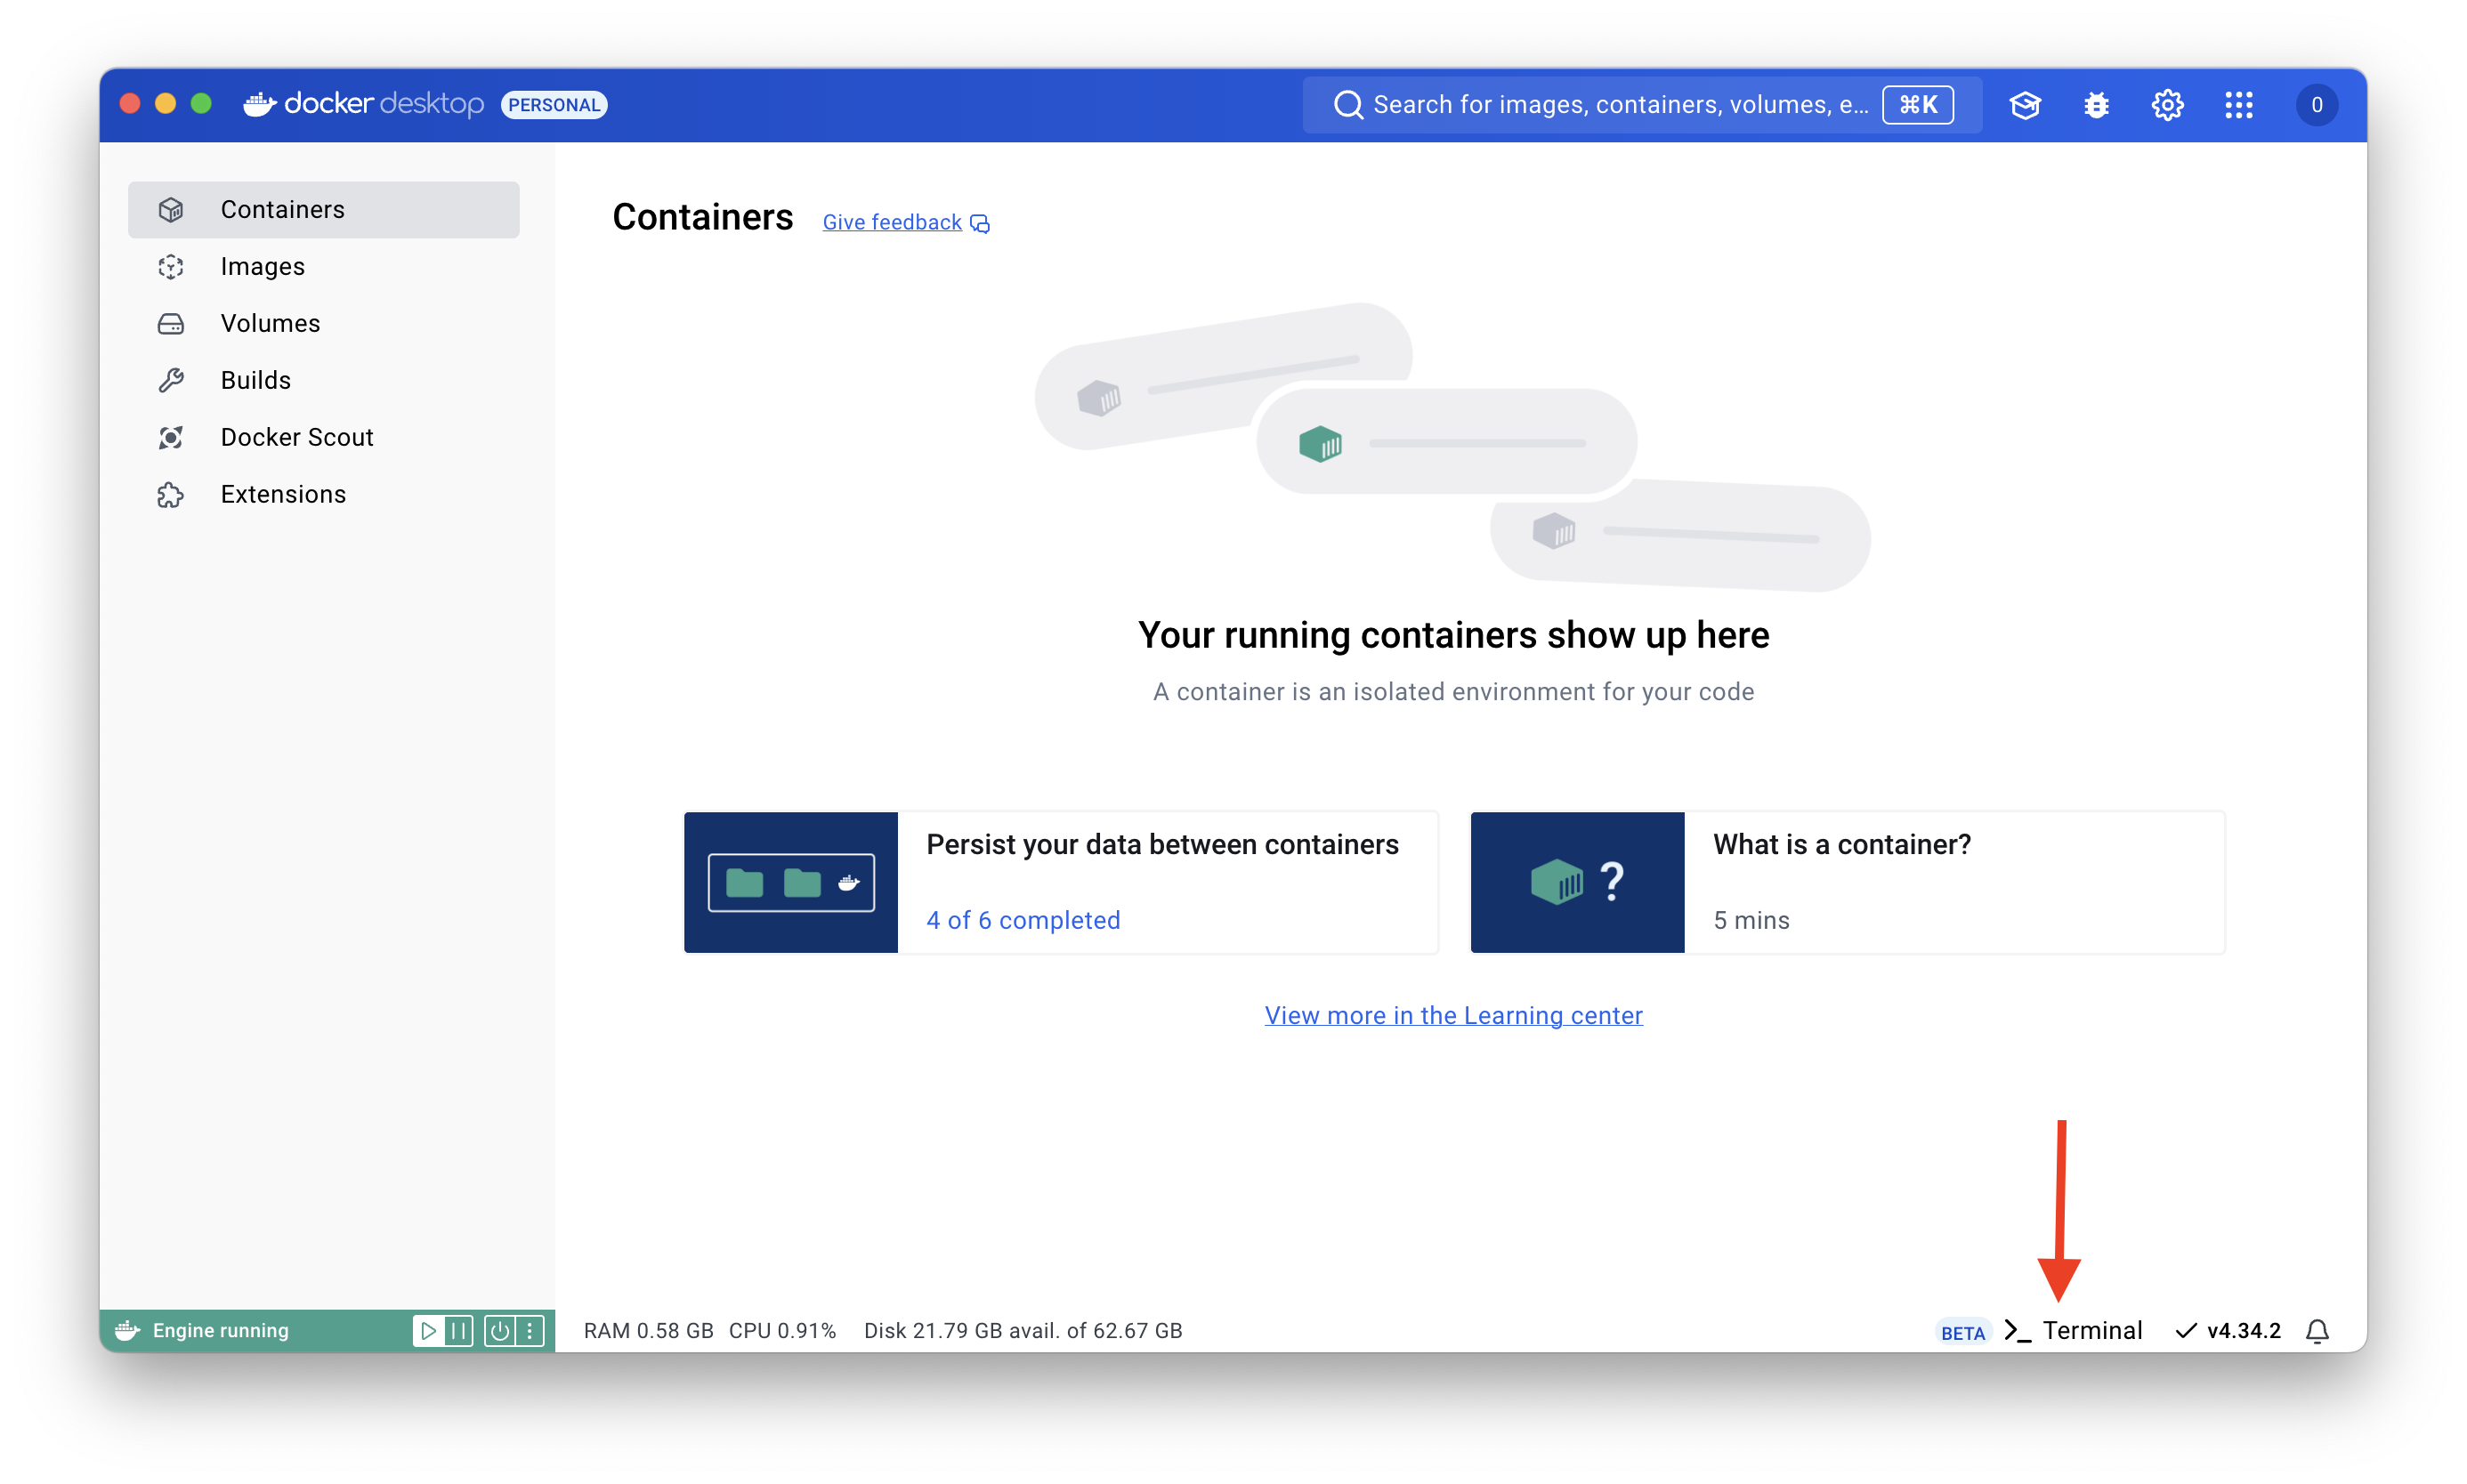 docker desktop PERSONAL
Search for images, containers, volumes, e... ⌘K
0
Containers
Images
Volumes
Builds
Docker Scout
Extensions
Containers Give feedback
Your running containers show up here
A container is an isolated environment for your code
Persist your data between containers
4 of 6 completed
?
What is a container?
5 mins
View more in the Learning center
Engine running
RAM 0.58 GB CPU 0.91% Disk 21.79 GB avail. of 62.67 GB
BETA >_ Terminal v4.34.2